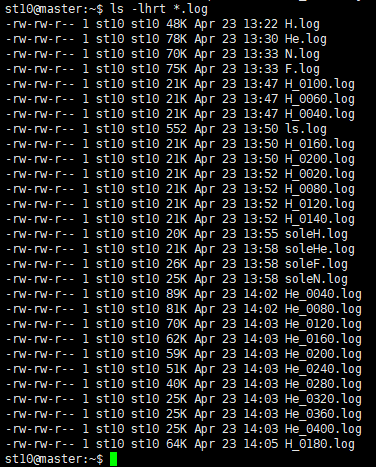 st10@master:~$ ls -lhrt *.log
-rw-rw-r-- 1 st10 st10 48K Apr 23 13:22 H.log
-rw-rw-r-- 1 st10 st10 78K Apr 23 13:30 He.log
-rw-rw-r-- 1 st10 st10 70K Apr 23 13:33 N.log
-rw-rw-r-- 1 st10 st10 75K Apr 23 13:33 F.log
-rw-rw-r-- 1 st10 st10 21K Apr 23 13:47 H_0100.log
-rw-rw-r-- 1 st10 st10 21K Apr 23 13:47 H_0060.log
-rw-rw-r-- 1 st10 st10 21K Apr 23 13:47 H_0040.log
-rw-rw-r-- 1 st10 st10 552 Apr 23 13:50 ls.log
-rw-rw-r-- 1 st10 st10 21K Apr 23 13:50 H_0160.log
-rw-rw-r-- 1 st10 st10 21K Apr 23 13:50 H_0200.log
-rw-rw-r-- 1 st10 st10 21K Apr 23 13:52 H_0020.log
-rw-rw-r-- 1 st10 st10 21K Apr 23 13:52 H_0080.log
-rw-rw-r-- 1 st10 st10 21K Apr 23 13:52 H_0120.log
-rw-rw-r-- 1 st10 st10 21K Apr 23 13:52 H_0140.log
-rw-rw-r-- 1 st10 st10 20K Apr 23 13:55 soleH.log
-rw-rw-r-- 1 st10 st10 21K Apr 23 13:58 soleHe.log
-rw-rw-r-- 1 st10 st10 26K Apr 23 13:58 soleF.log
-rw-rw-r-- 1 st10 st10 25K Apr 23 13:58 soleN.log
-rw-rw-r-- 1 st10 st10 89K Apr 23 14:02 He_0040.log
-rw-rw-r-- 1 st10 st10 81K Apr 23 14:02 He_0080.log
-rw-rw-r-- 1 st10 st10 70K Apr 23 14:03 He_0120.log
-rw-rw-r-- 1 st10 st10 62K Apr 23 14:03 He_0160.log
-rw-rw-r-- 1 st10 st10 59K Apr 23 14:03 He_0200.log
-rw-rw-r-- 1 st10 st10 51K Apr 23 14:03 He_0240.log
-rw-rw-r-- 1 st10 st10 40K Apr 23 14:03 He_0280.log
-rw-rw-r-- 1 st10 st10 25K Apr 23 14:03 He_0320.log
-rw-rw-r-- 1 st10 st10 25K Apr 23 14:03 He_0360.log
-rw-rw-r-- 1 st10 st10 25K Apr 23 14:03 He_0400.log
-rw-rw-r-- 1 st10 st10 64K Apr 23 14:05 H_0180.log
st10@master:~$